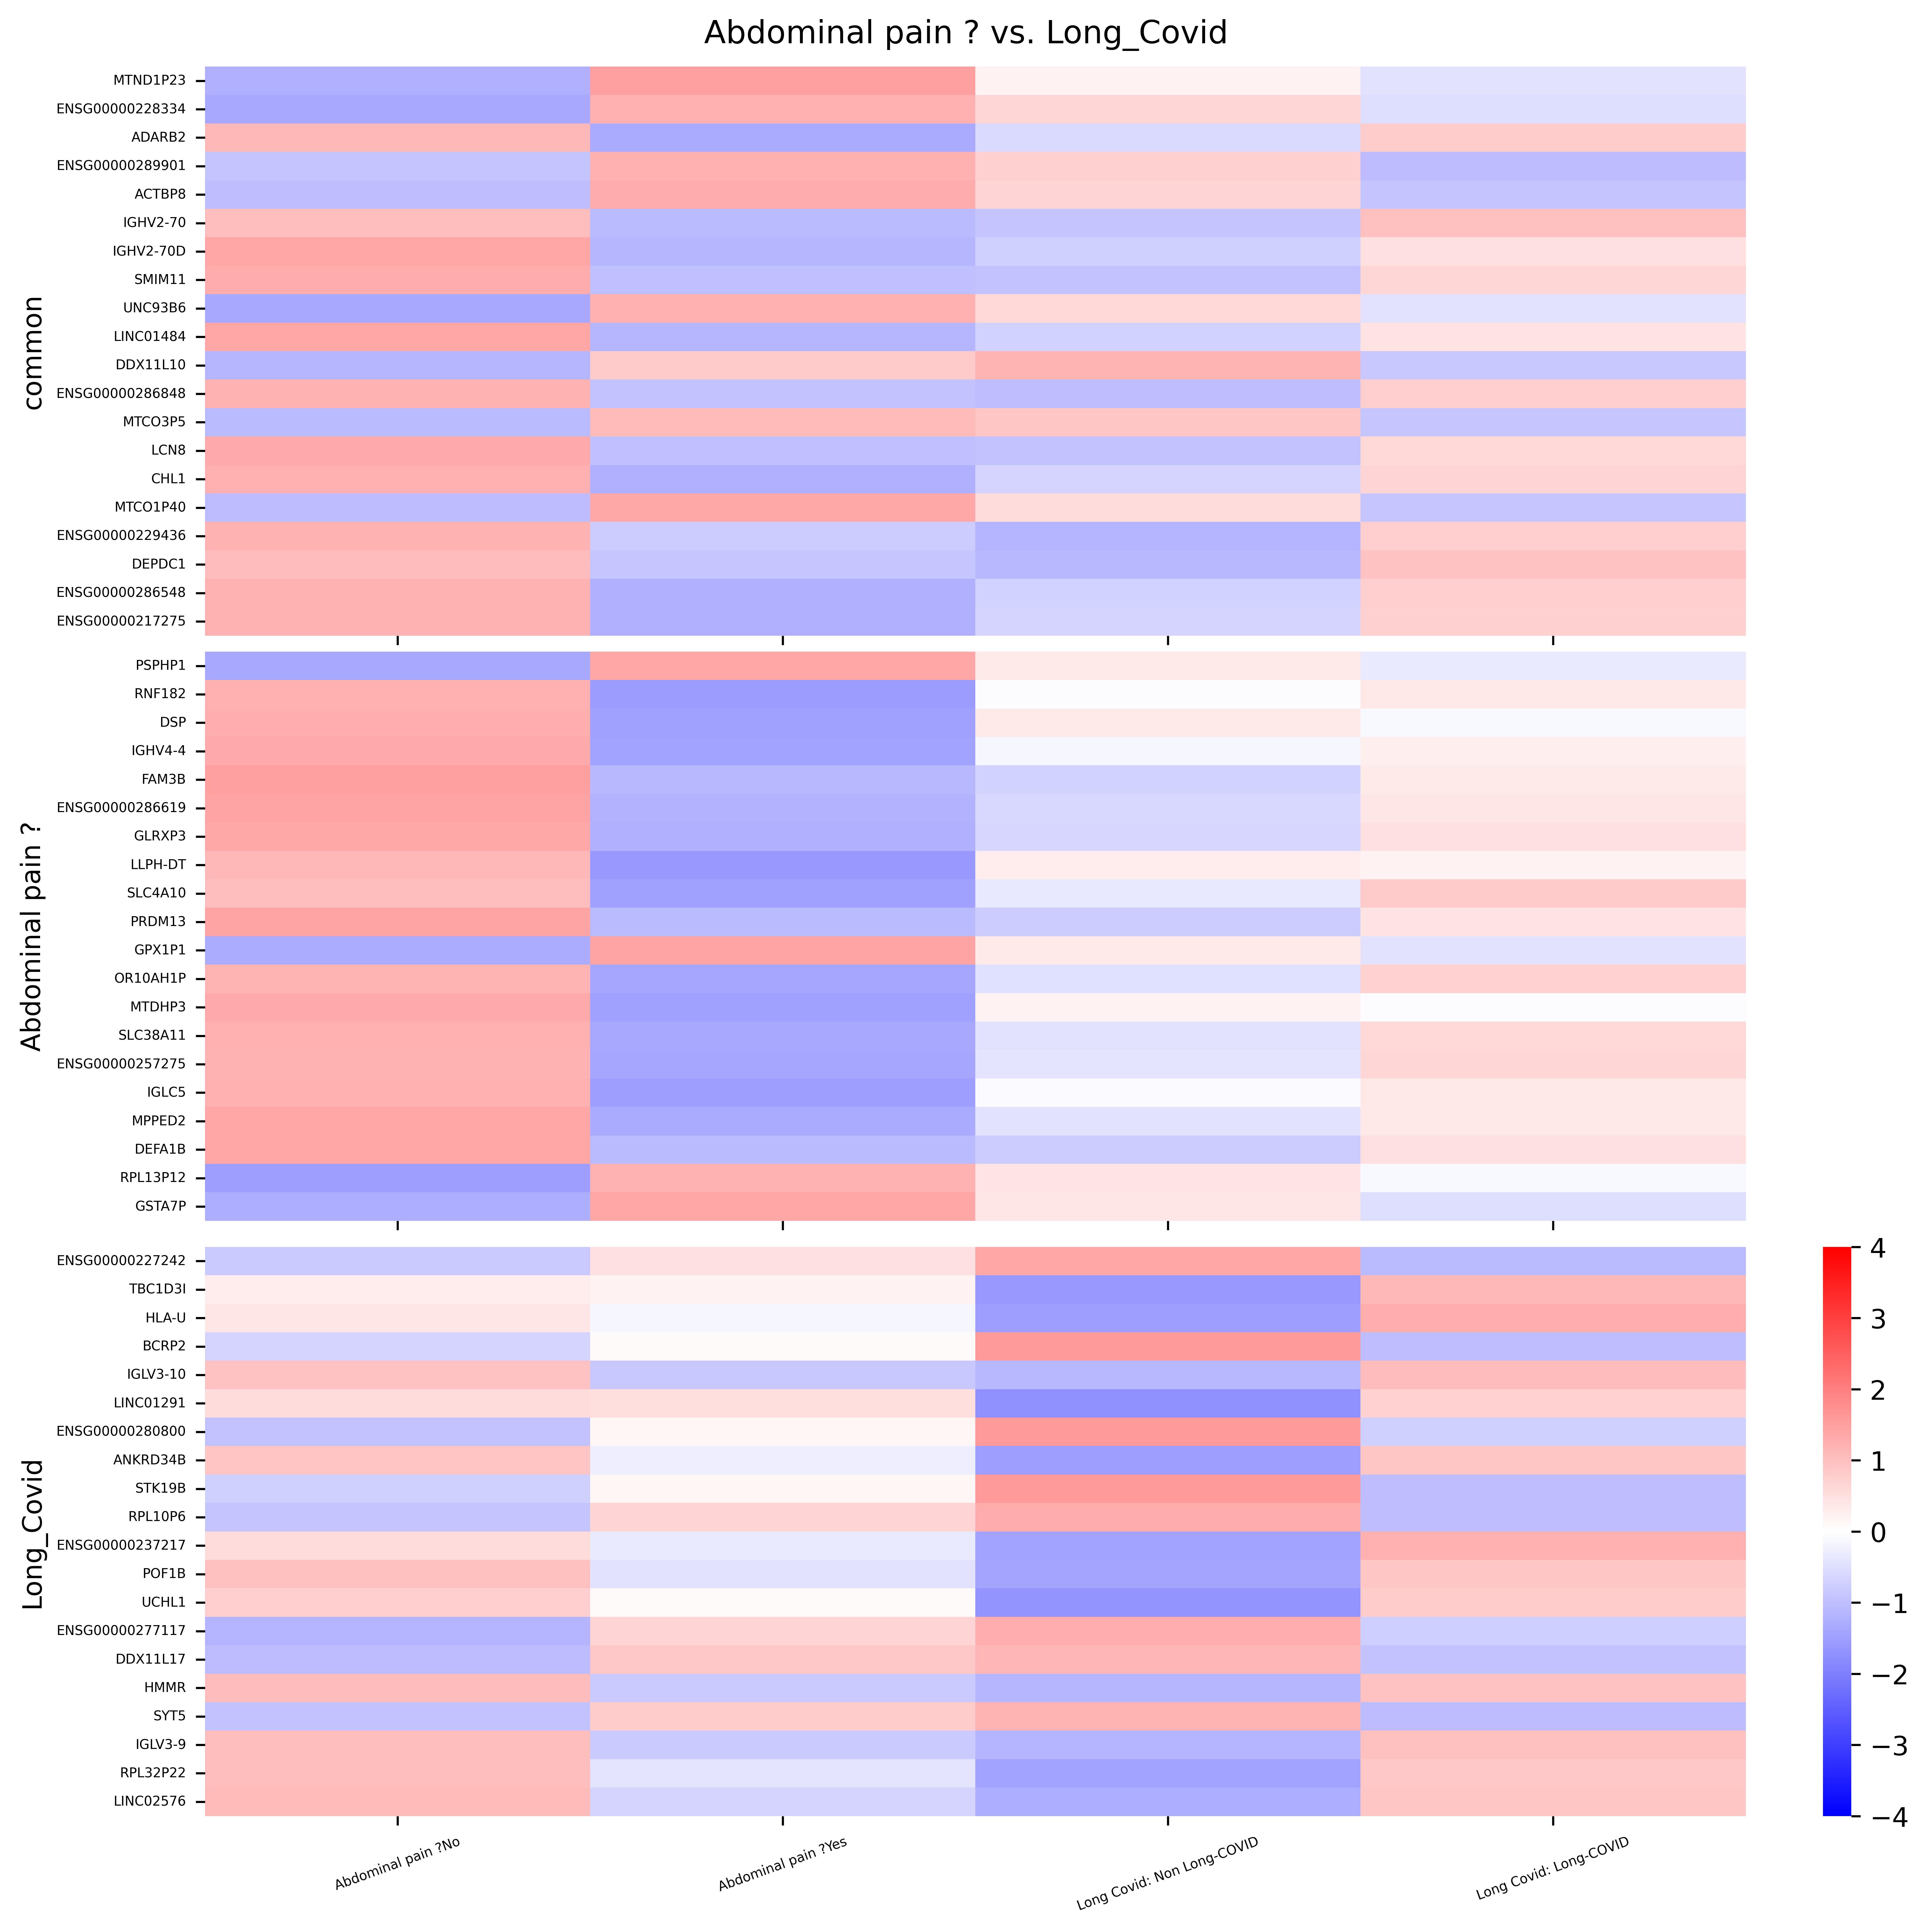 Abdominal pain ? vs. Long_Covid
common
MTND1P23
ENSG00000228334
ADARB2
ENSG00000289901
ACTBP8
IGHV2-70
IGHV2-70D
SMIM11
UNC93B6
LINC01484
DDX11L10
ENSG00000286848
MTCO3P5
LCN8
CHL1
MTCO1P40
ENSG00000229436
DEPDC1
ENSG00000286548
ENSG00000217275
Abdominal pain ?
PSPHP1
RNF182
DSP
IGHV4-4
FAM3B
ENSG00000286619
GLRXP3
LLPH-DT
SLC4A10
PRDM13
GPX1P1
OR10AH1P
MTDHP3
SLC38A11
ENSG00000257275
IGLC5
MPPED2
DEFA1B
RPL13P12
GSTA7P
Long_Covid
ENSG00000227242
TBC1D3I
HLA-U
BCRP2
IGLV3-10
LINC01291
ENSG00000280800
ANKRD34B
STK19B
RPL10P6
ENSG00000237217
POF1B
UCHL1
ENSG00000277117
DDX11L17
HMMR
SYT5
IGLV3-9
RPL32P22
LINC02576
Abdominal pain ?No
Abdominal pain ?Yes
Long Covid: Non Long-COVID
Long Covid: Long-COVID
4
3
2
1
0
−1
−2
−3
−4